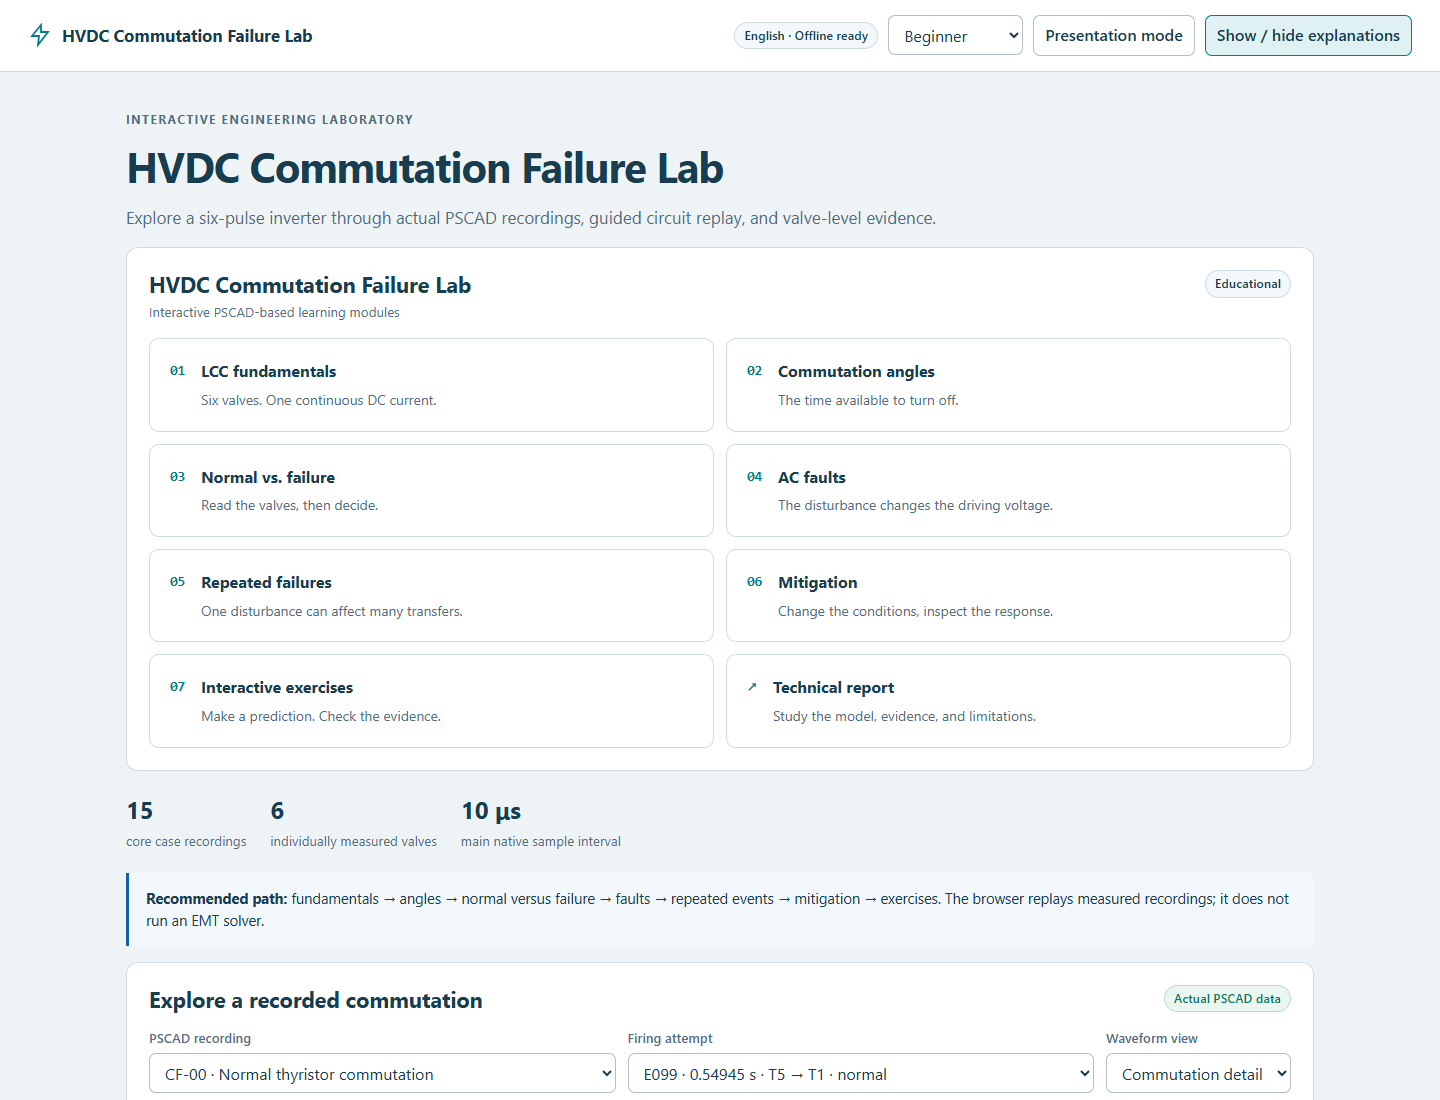 HVDC Commutation Failure Lab
English · Offline ready
Beginner
Presentation mode
Show / hide explanations
INTERACTIVE ENGINEERING LABORATORY
HVDC Commutation Failure Lab
Explore a six-pulse inverter through actual PSCAD recordings, guided circuit replay, and valve-level evidence.
HVDC Commutation Failure Lab
Educational
Interactive PSCAD-based learning modules
01 LCC fundamentals
Six valves. One continuous DC current.
02 Commutation angles
The time available to turn off.
03 Normal vs. failure
Read the valves, then decide.
04 AC faults
The disturbance changes the driving voltage.
05 Repeated failures
One disturbance can affect many transfers.
06 Mitigation
Change the conditions, inspect the response.
07 Interactive exercises
Make a prediction. Check the evidence.
↗ Technical report
Study the model, evidence, and limitations.
15
core case recordings
6
individually measured valves
10 µs
main native sample interval
Recommended path: fundamentals → angles → normal versus failure → faults → repeated events → mitigation → exercises. The browser replays measured recordings; it does not
run an EMT solver.
Explore a recorded commutation
Actual PSCAD data
PSCAD recording
CF-00 · Normal thyristor commutation
Firing attempt
E099 · 0.54945 s · T5 → T1 · normal
Waveform view
Commutation detail